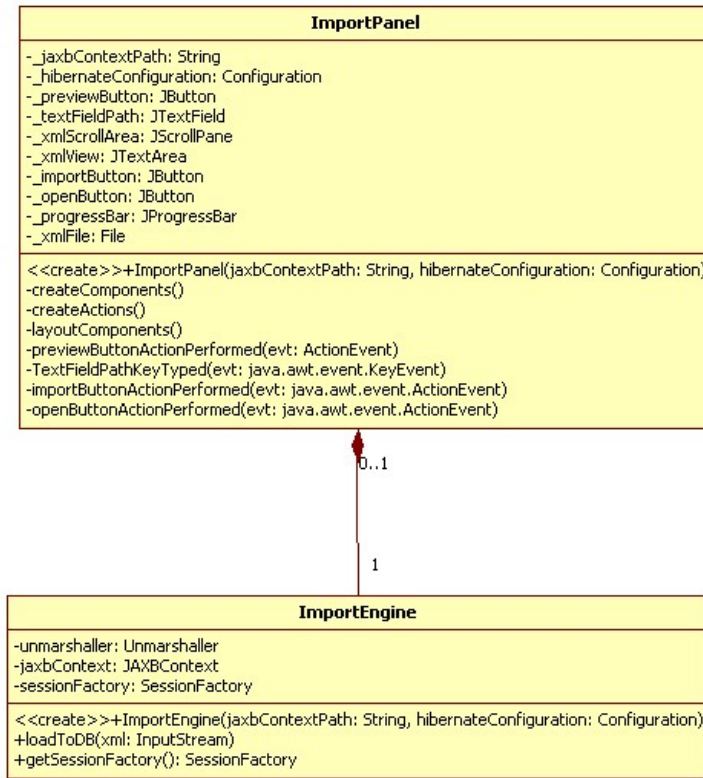 ImportPanel
-_jaxbContextPath: String
-_hibernateConfiguration: Configuration
-_previewButton: JButton
-_textFieldPath: JTextField
-_xmlScrollArea: JScrollPane
-_xmlView: JTextArea
-_importButton: JButton
-_openButton: JButton
-_progressBar: JProgressBar
-_xmlFile: File
<<create>>+ImportPanel(jaxbContextPath: String, hibernateConfiguration: Configuration)
-createComponents()
-createActions()
-layoutComponents()
-previewButtonActionPerformed(evt: ActionEvent)
-TextFieldPathKeyTyped(evt: java.awt.event.KeyEvent)
-importButtonActionPerformed(evt: java.awt.event.ActionEvent)
-openButtonActionPerformed(evt: java.awt.event.ActionEvent)
0..1
1
ImportEngine
-unmarshaller: Unmarshaller
-jaxbContext: JAXBContext
-sessionFactory: SessionFactory
<<create>>+ImportEngine(jaxbContextPath: String, hibernateConfiguration: Configuration)
+loadToDB(xml: InputStream)
+getSessionFactory(): SessionFactory